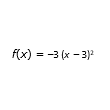 f(x) = −3 (x − 3)²